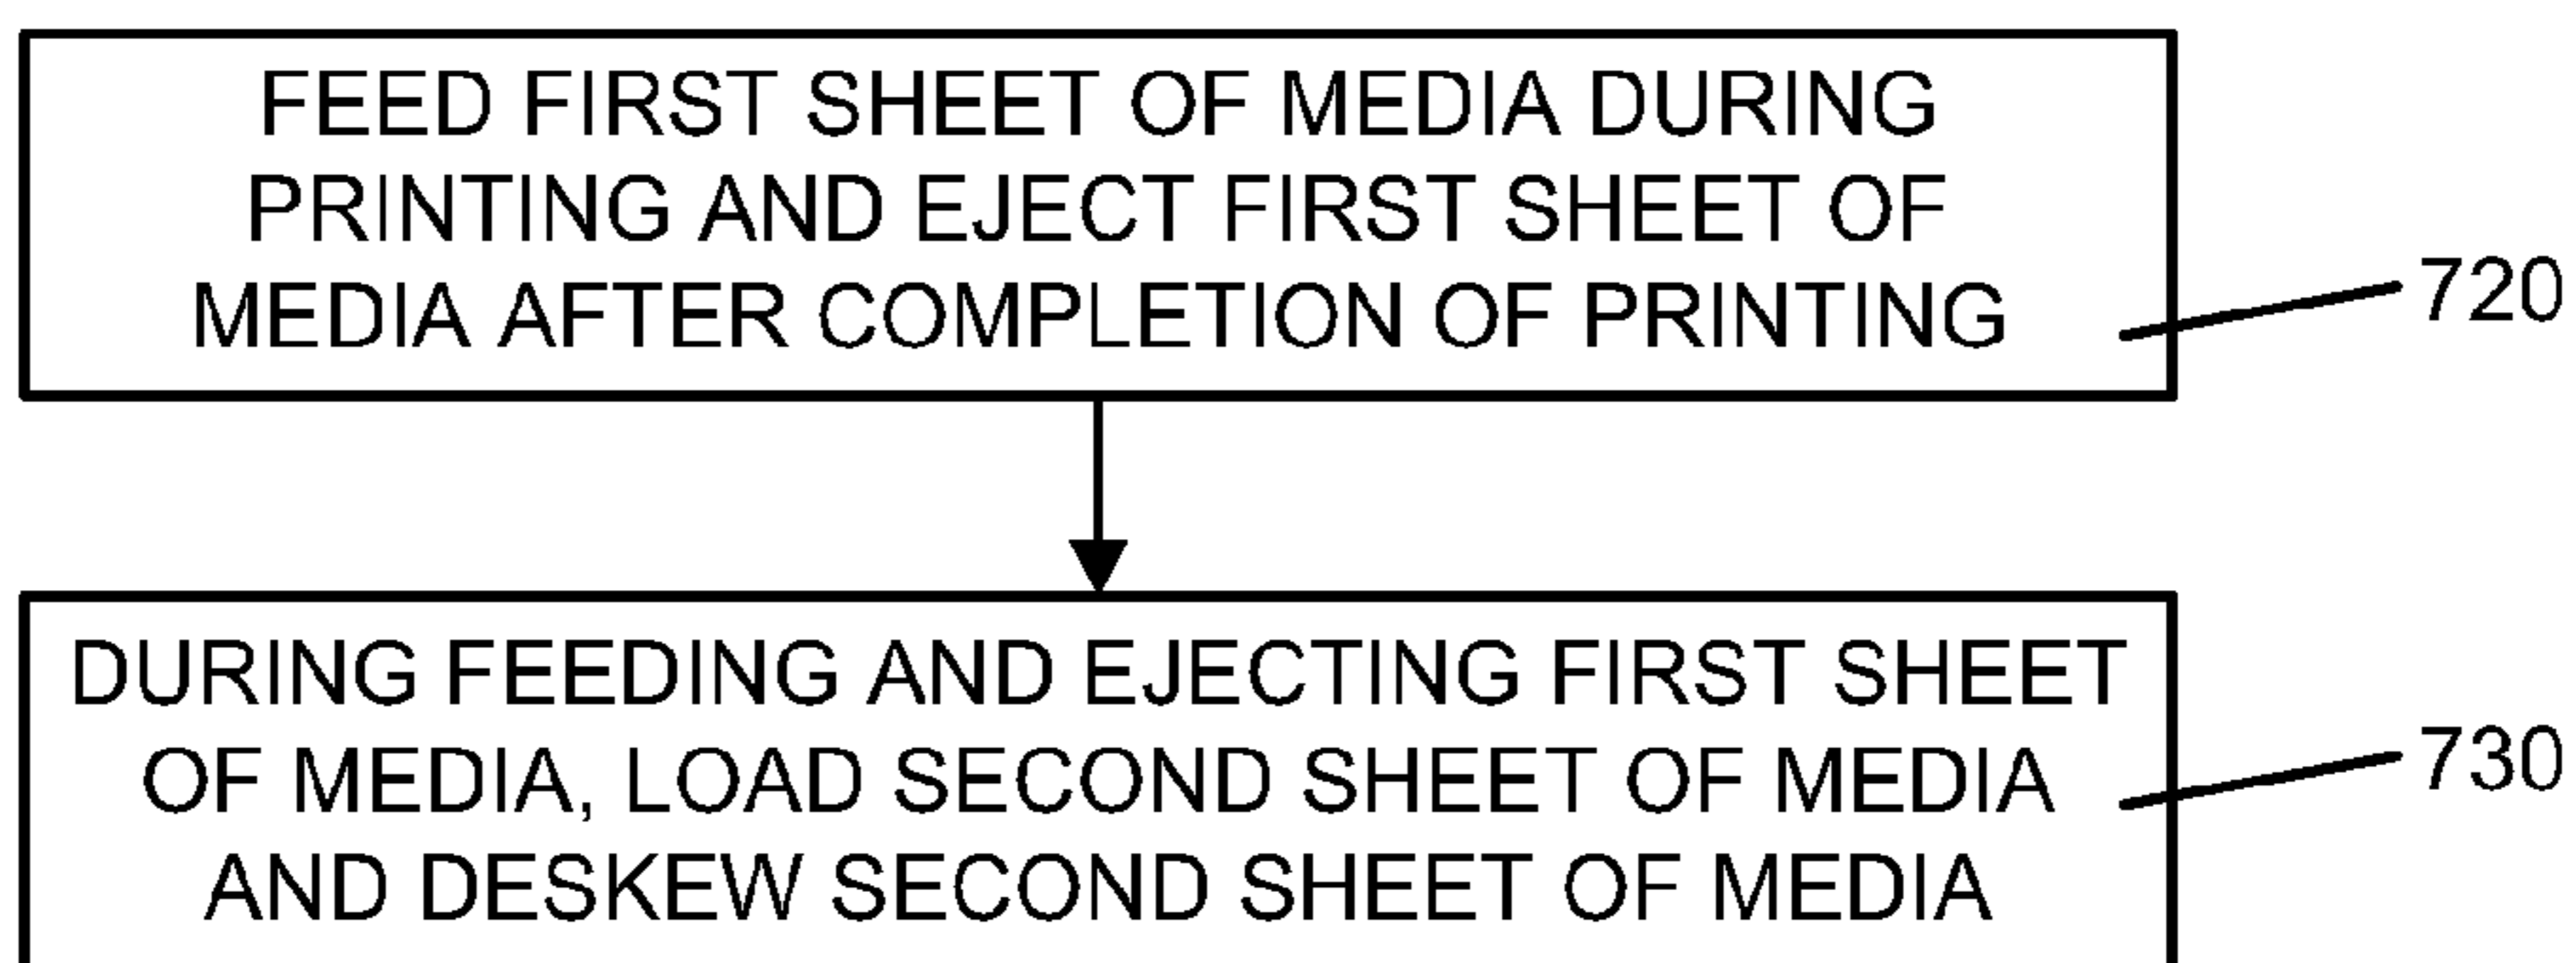 FEED FIRST SHEET OF MEDIA DURING
PRINTING AND EJECT FIRST SHEET OF
MEDIA AFTER COMPLETION OF PRINTING
720
DURING FEEDING AND EJECTING FIRST SHEET
OF MEDIA, LOAD SECOND SHEET OF MEDIA
AND DESKEW SECOND SHEET OF MEDIA
730